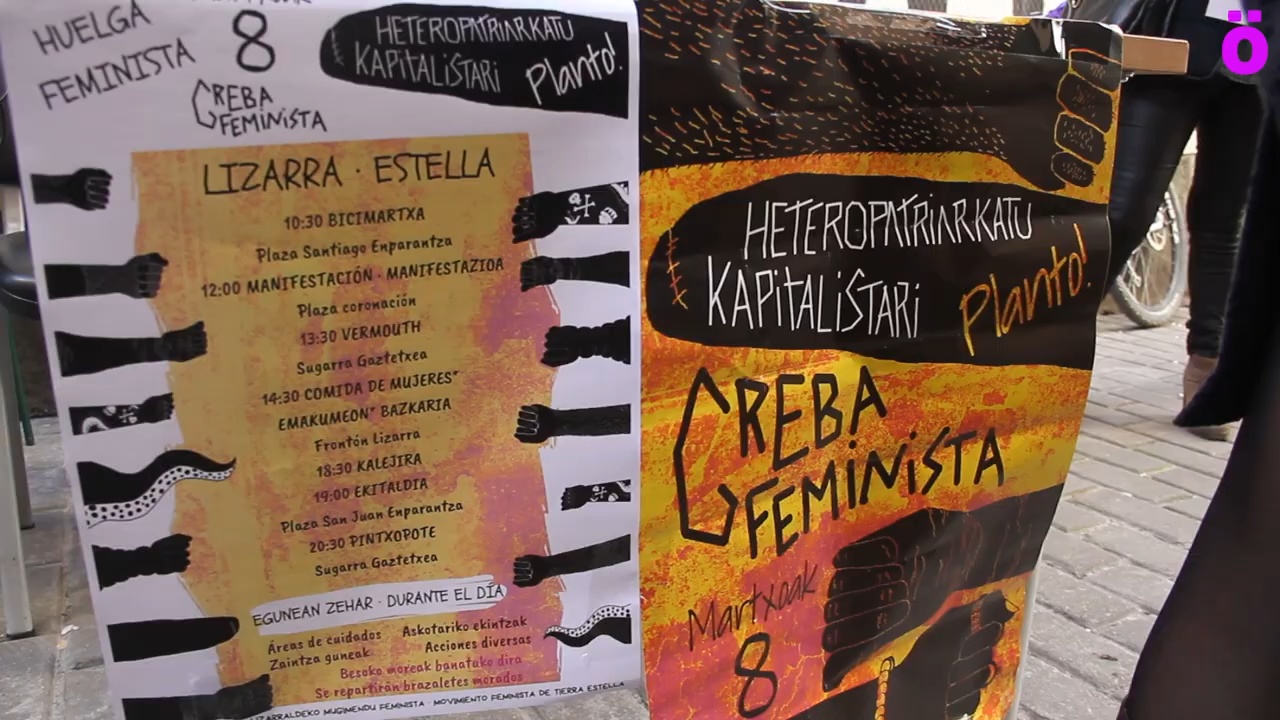 HUELGA
FEMINISTA
8
GREBA
FEMINISTA
HETEROPATRIARKATU
KAPITALISTARI
Planto!
LIZARRA · ESTELLA
10:30 BICIMARTXA
Plaza Santiago Enparantza
12:00 MANIFESTACIÓN · MANIFESTAZIOA
Plaza coronación
13:30 VERMOUTH
Sugarra Gaztetxea
14:30 COMIDA DE MUJERES*
EMAKUMEON* BAZKARIA
Frontón Lizarra
18:30 KALEJIRA
19:00 EKITALDIA
Plaza San Juan Enparantza
20:30 PINTXOPOTE
Sugarra Gaztetxea
EGUNEAN ZEHAR · DURANTE EL DÍA
Áreas de cuidados
Zaintza guneak
Askotariko ekintzak
Acciones diversas
Besoko moreak banatuko dira
Se repartirán brazaletes morados
LIZARRALDEKO MUGIMENDU FEMINISTA · MOVIMIENTO FEMINISTA DE TIERRA ESTELLA
HETEROPATRIARKATU
KAPITALISTARI
Planto!
GREBA
FEMINISTA
Martxoak
8
Ö